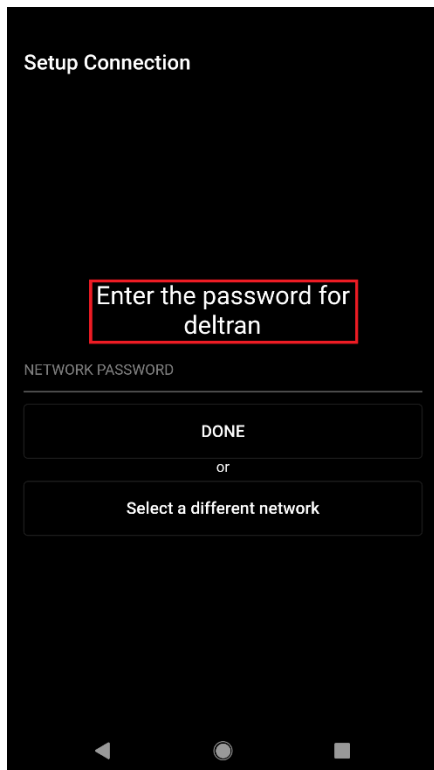 Setup Connection
Enter the password for
deltran
NETWORK PASSWORD
DONE
or
Select a different network